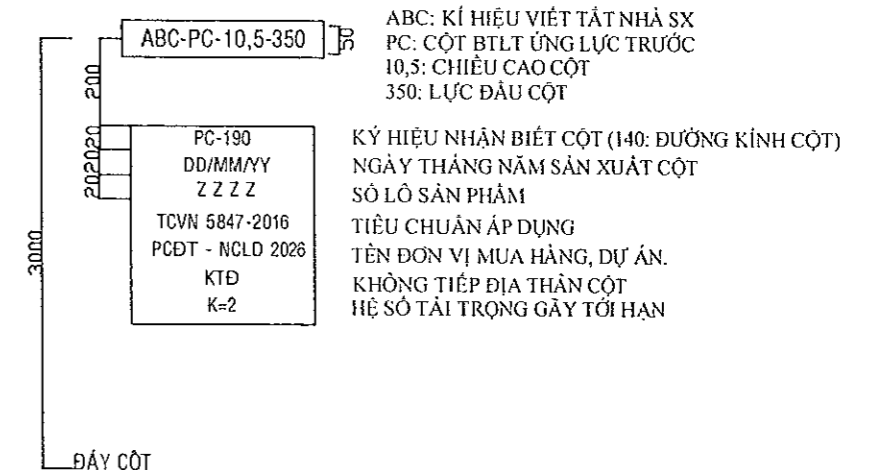 ABC-PC-10,5-350
50
ABC: KÍ HIỆU VIẾT TẮT NHÀ SX
PC: CỘT BTLT ỨNG LỰC TRƯỚC
10,5: CHIỀU CAO CỘT
350: LỰC ĐẦU CỘT
200
20
20
20
3000
PC-190 KÝ HIỆU NHẬN BIẾT CỘT (140: ĐƯỜNG KÍNH CỘT)
DD/MM/YY NGÀY THÁNG NĂM SẢN XUẤT CỘT
Z Z Z Z SỐ LÔ SẢN PHẨM
TCVN 5847-2016 TIÊU CHUẨN ÁP DỤNG
PCĐT - NCLD 2026 TÊN ĐƠN VỊ MUA HÀNG, DỰ ÁN.
KTĐ KHÔNG TIẾP ĐỊA THÂN CỘT
K=2 HỆ SỐ TẢI TRỌNG GÃY TỚI HẠN
ĐÁY CỘT